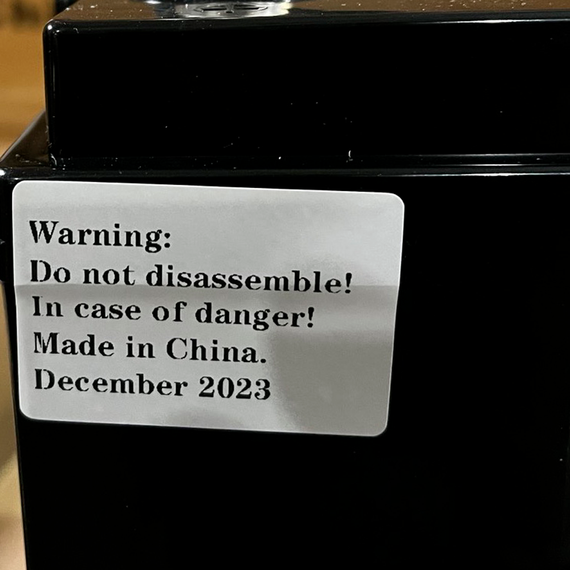 Warning:
Do not disassemble!
In case of danger!
Made in China.
December 2023